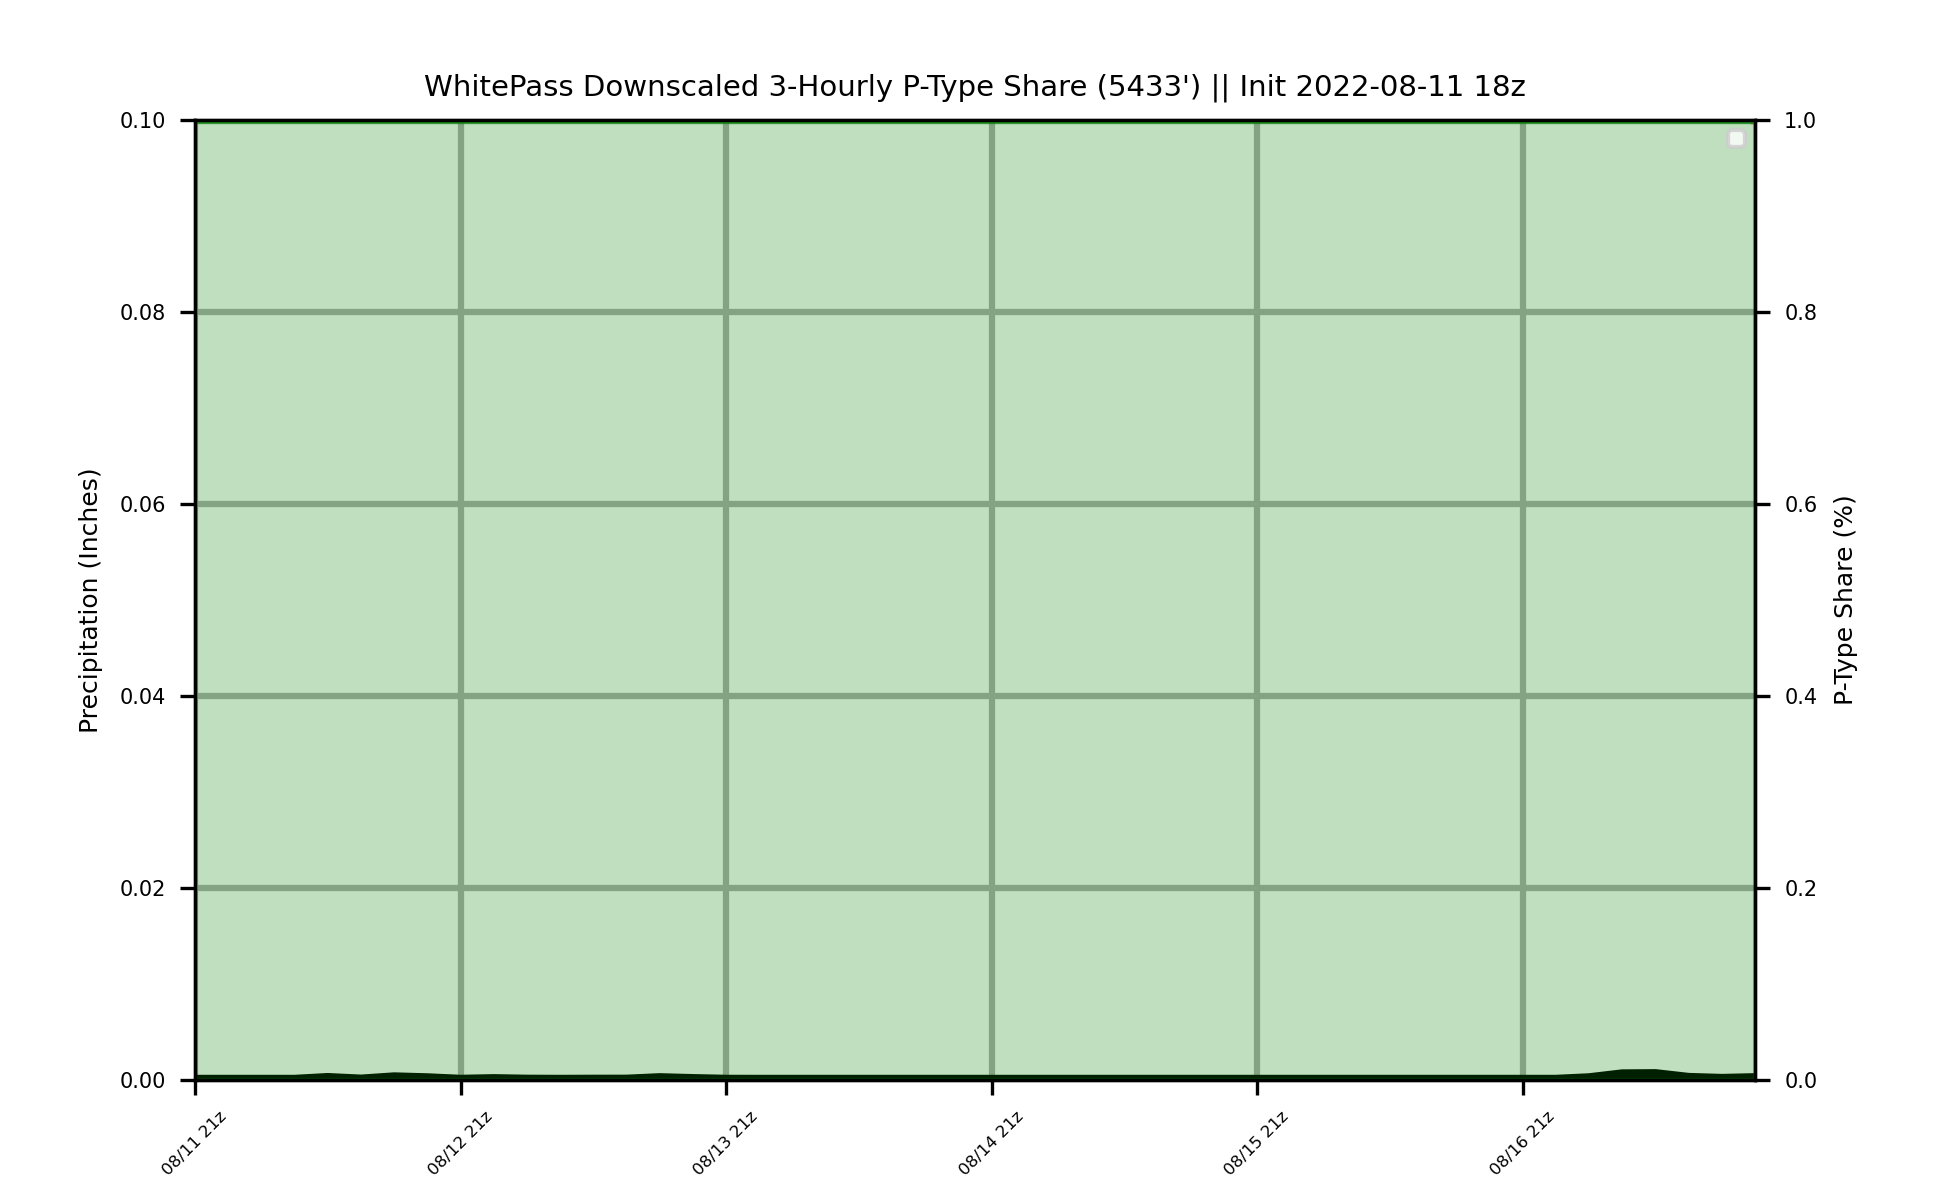 WhitePass Downscaled 3-Hourly P-Type Share (5433') || Init 2022-08-11 18z
Precipitation (Inches)
0.10
0.08
0.06
0.04
0.02
0.00
1.0
0.8
0.6
0.4
0.2
0.0
P-Type Share (%)
08/11 21z
08/12 21z
08/13 21z
08/14 21z
08/15 21z
08/16 21z